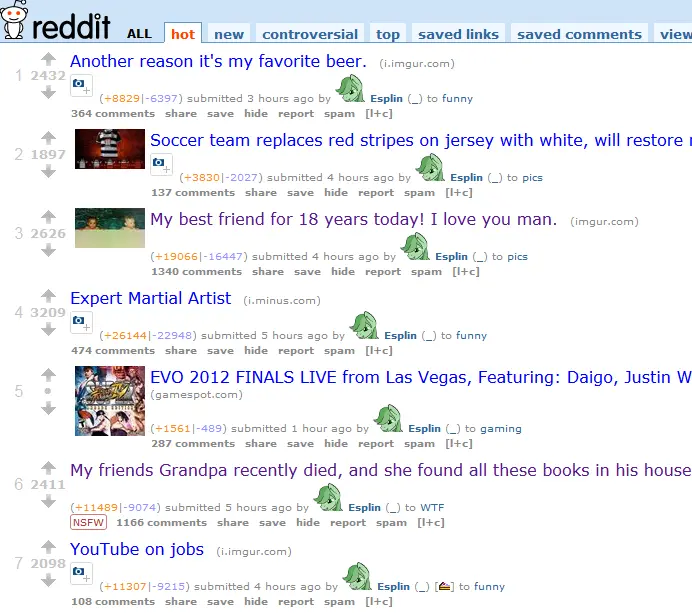 reddit ALL hot new controversial top saved links saved comments view
1 2432 Another reason it's my favorite beer. (i.imgur.com)
(+8829|-6397) submitted 3 hours ago by Esplin (_) to funny
364 comments share save hide report spam [l+c]
2 1897 Soccer team replaces red stripes on jersey with white, will restore r
(+3830|-2027) submitted 4 hours ago by Esplin (_) to pics
137 comments share save hide report spam [l+c]
3 2626 My best friend for 18 years today! I love you man. (imgur.com)
(+19066|-16447) submitted 4 hours ago by Esplin (_) to pics
1340 comments share save hide report spam [l+c]
4 3209 Expert Martial Artist (i.minus.com)
(+26144|-22948) submitted 5 hours ago by Esplin (_) to funny
474 comments share save hide report spam [l+c]
5 • EVO 2012 FINALS LIVE from Las Vegas, Featuring: Daigo, Justin W
(gamespot.com)
(+1561|-489) submitted 1 hour ago by Esplin (_) to gaming
287 comments share save hide report spam [l+c]
6 2411 My friends Grandpa recently died, and she found all these books in his house
(+11489|-9074) submitted 5 hours ago by Esplin (_) to WTF
NSFW 1166 comments share save hide report spam [l+c]
7 2098 YouTube on jobs (i.imgur.com)
(+11307|-9215) submitted 4 hours ago by Esplin (_) [] to funny
108 comments share save hide report spam [l+c]